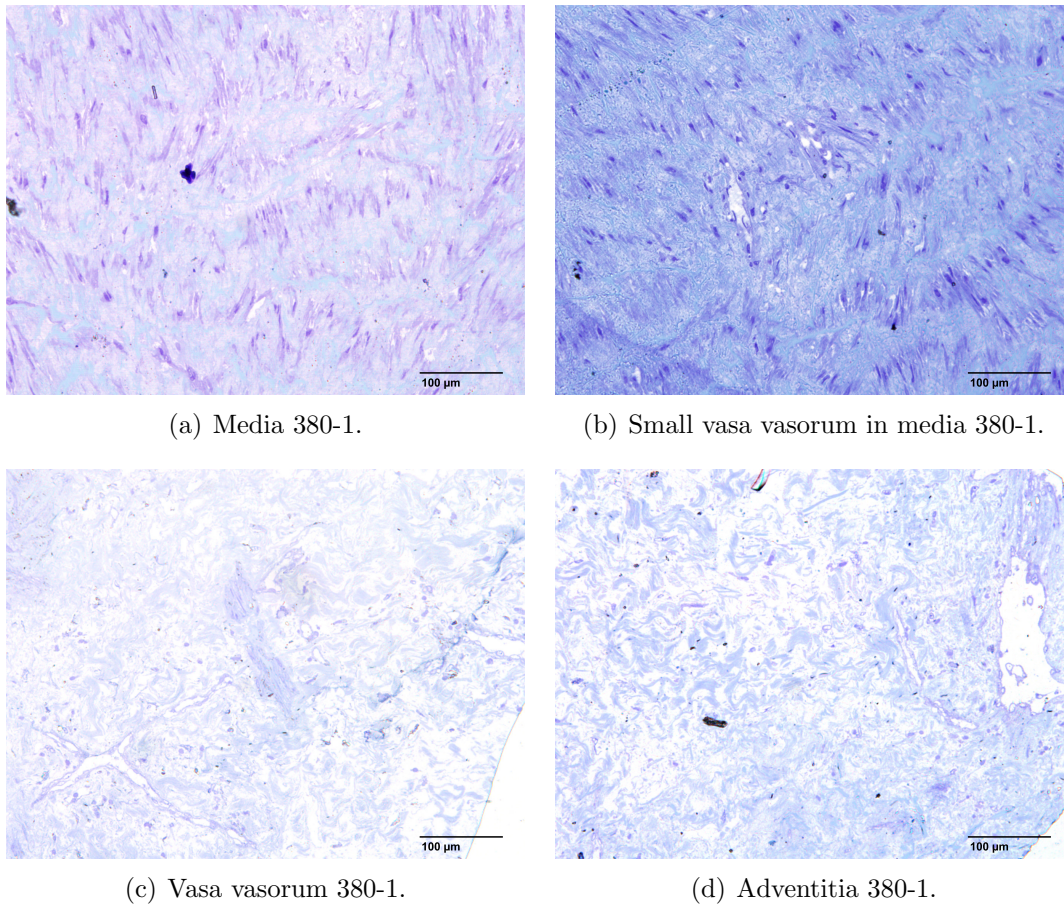 100 µm
100 µm
(a) Media 380-1.
(b) Small vasa vasorum in media 380-1.
100 µm
100 µm
(c) Vasa vasorum 380-1.
(d) Adventitia 380-1.